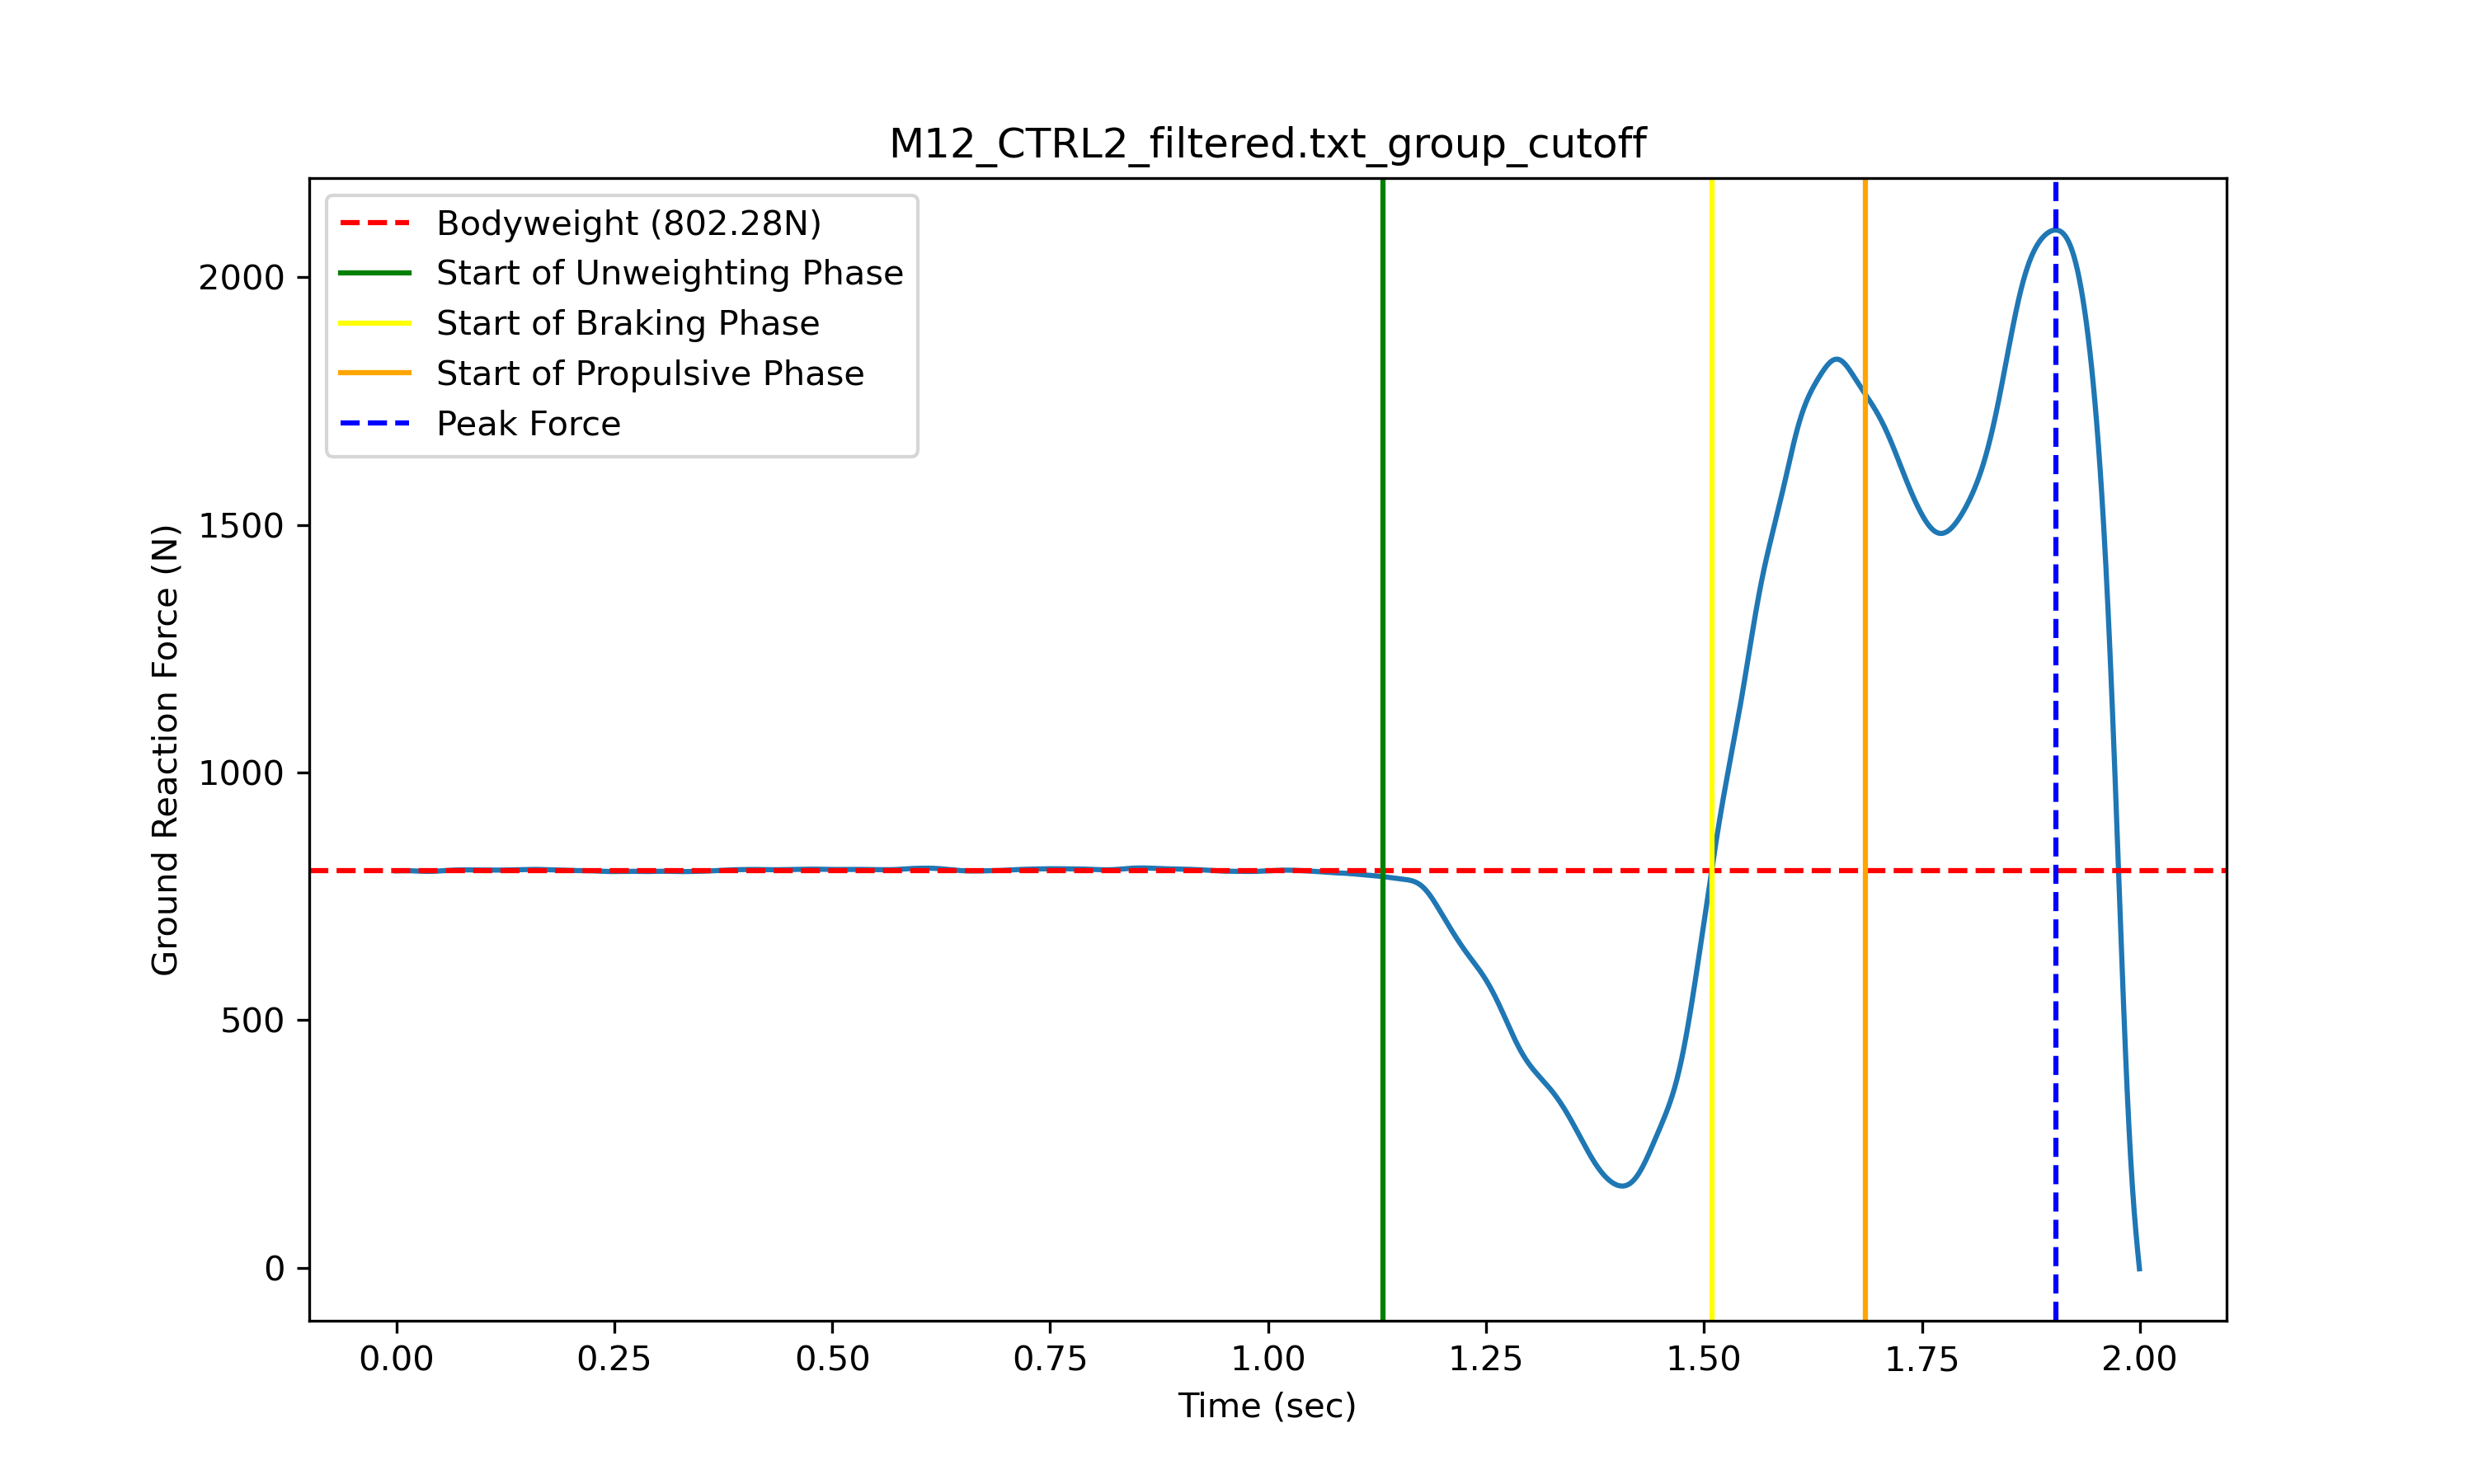 M12_CTRL2_filtered.txt_group_cutoff
Bodyweight (802.28N)
Start of Unweighting Phase
Start of Braking Phase
Start of Propulsive Phase
Peak Force
Ground Reaction Force (N)
2000
1500
1000
500
0
0.00 0.25 0.50 0.75 1.00 1.25 1.50 1.75 2.00
Time (sec)